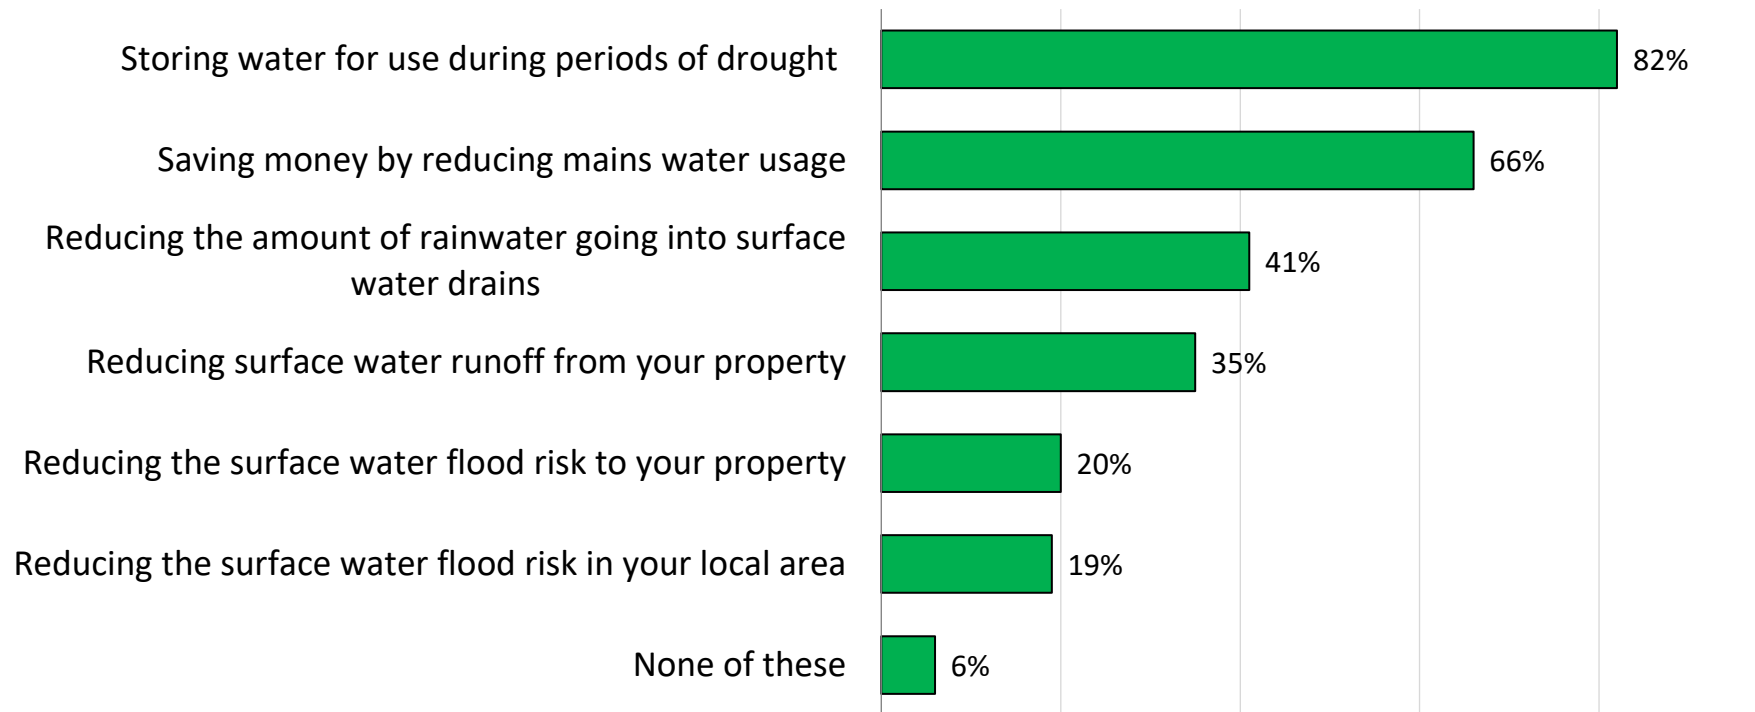 Storing water for use during periods of drought 82%
Saving money by reducing mains water usage 66%
Reducing the amount of rainwater going into surface
water drains 41%
Reducing surface water runoff from your property 35%
Reducing the surface water flood risk to your property 20%
Reducing the surface water flood risk in your local area 19%
None of these 6%